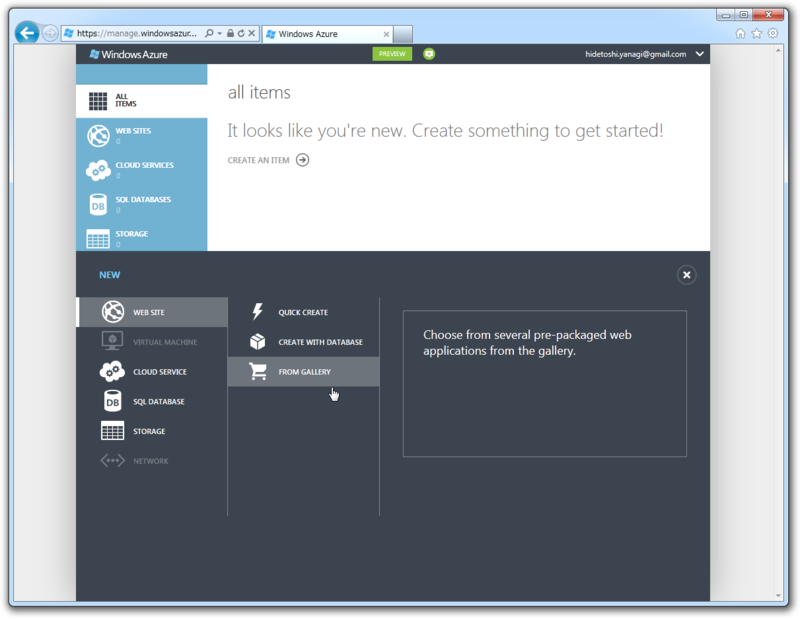 https://manage.windowsazur...
Windows Azure
Windows Azure
PREVIEW
hidetoshi.yanagi@gmail.com
ALL
ITEMS
WEB SITES
0
CLOUD SERVICES
0
SQL DATABASES
0
STORAGE
0
all items
It looks like you're new. Create something to get started!
CREATE AN ITEM
NEW
WEB SITE
VIRTUAL MACHINE
CLOUD SERVICE
SQL DATABASE
STORAGE
NETWORK
QUICK CREATE
CREATE WITH DATABASE
FROM GALLERY
Choose from several pre-packaged web
applications from the gallery.
DB
DB